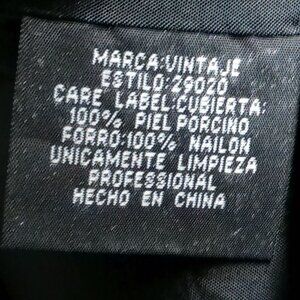 MARCA:VINTAJE
ESTILO:29020
CARE LABEL:CUBIERTA:
100% PIEL PORCINO
FORRO:100% NAILON
UNICAMENTE LIMPIEZA
PROFESSIONAL
HECHO EN CHINA